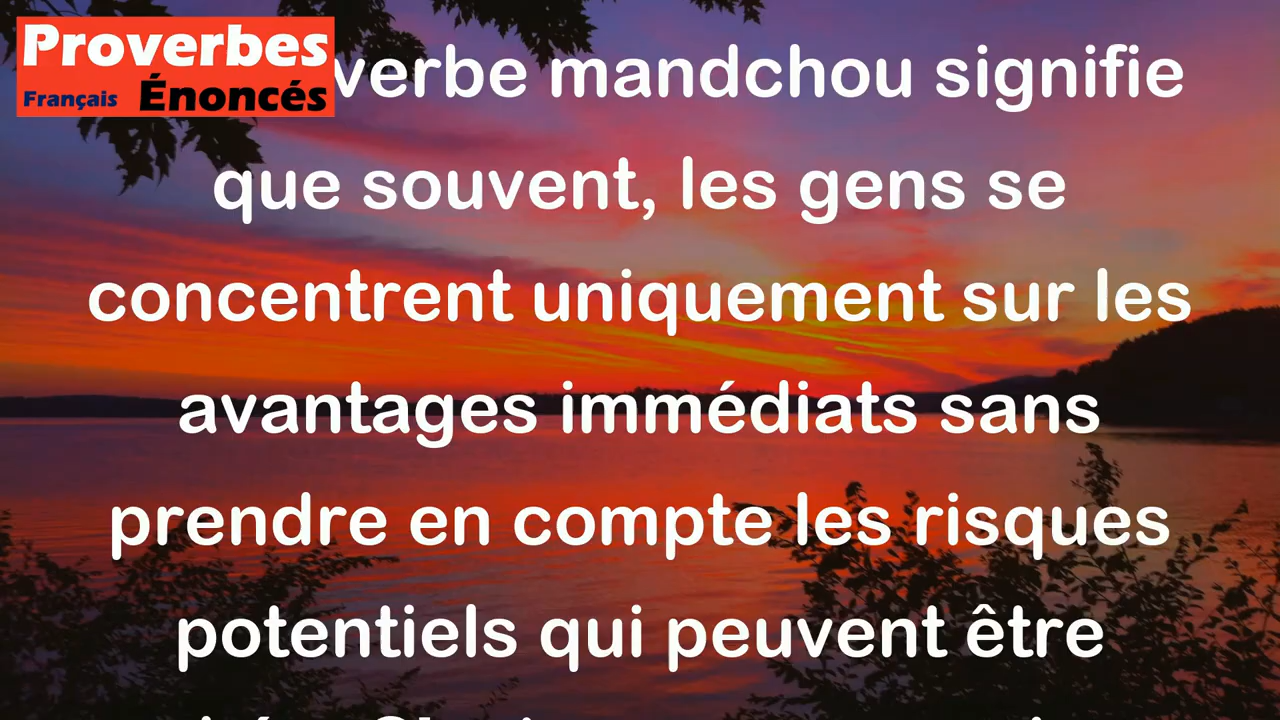 Proverbes
Français Énoncés
verbe mandchou signifie
que souvent, les gens se
concentrent uniquement sur les
avantages immédiats sans
prendre en compte les risques
potentiels qui peuvent être